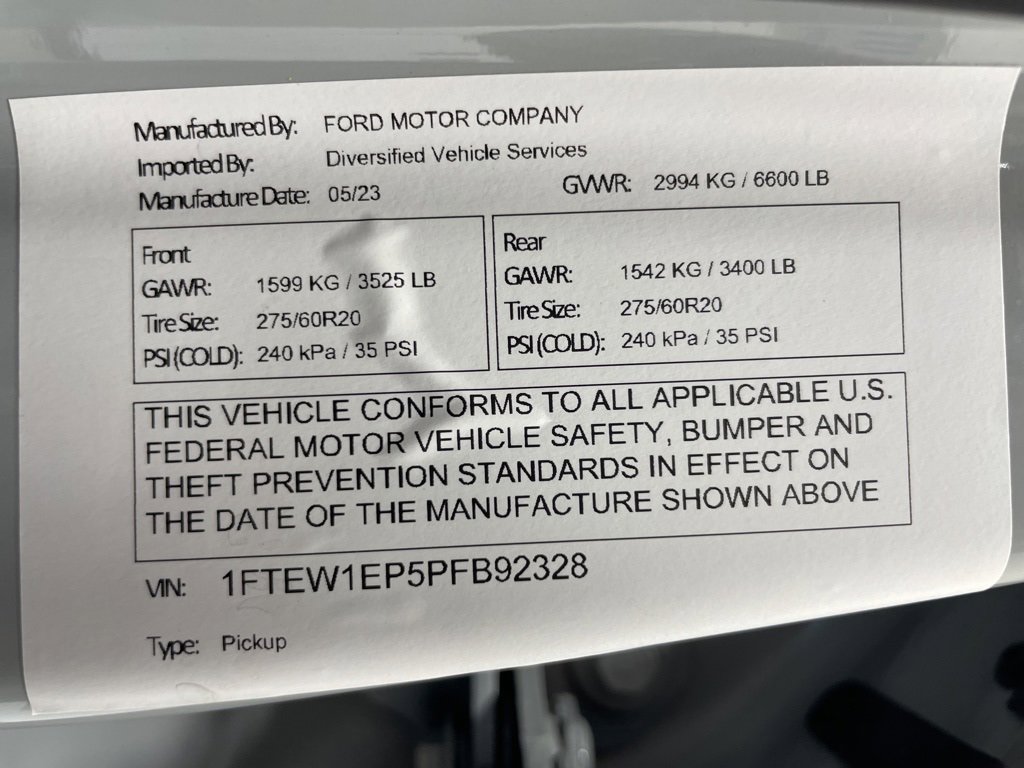 Manufactured By: FORD MOTOR COMPANY
Imported By: Diversified Vehicle Services
Manufacture Date: 05/23 GVWR: 2994 KG / 6600 LB
Front
GAWR: 1599 KG / 3525 LB
Tire Size: 275/60R20
PSI (COLD): 240 kPa / 35 PSI
Rear
GAWR: 1542 KG / 3400 LB
Tire Size: 275/60R20
PSI (COLD): 240 kPa / 35 PSI
THIS VEHICLE CONFORMS TO ALL APPLICABLE U.S.
FEDERAL MOTOR VEHICLE SAFETY, BUMPER AND
THEFT PREVENTION STANDARDS IN EFFECT ON
THE DATE OF THE MANUFACTURE SHOWN ABOVE
VIN: 1FTEW1EP5PFB92328
Type: Pickup